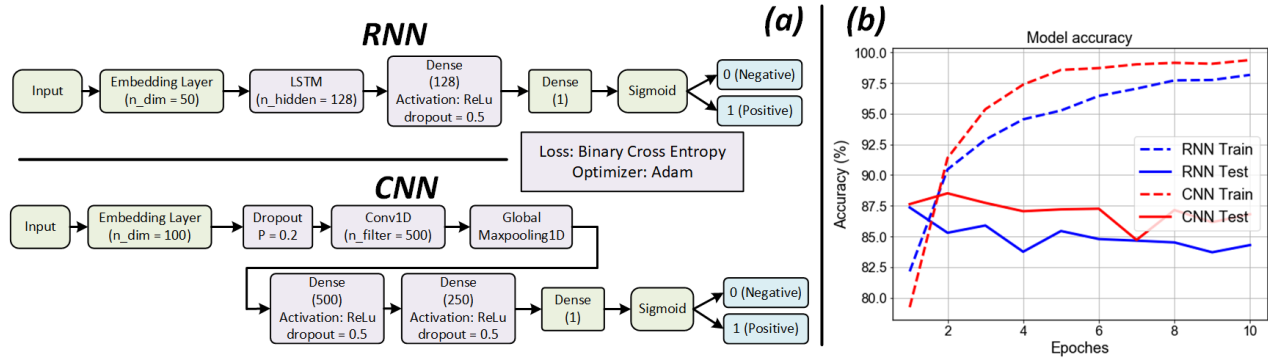 RNN
(a)
Input
Embedding Layer
(n_dim = 50)
LSTM
(n_hidden = 128)
Dense
(128)
Activation: ReLu
dropout = 0.5
Dense
(1)
Sigmoid
0 (Negative)
1 (Positive)
Loss: Binary Cross Entropy
Optimizer: Adam
CNN
Input
Embedding Layer
(n_dim = 100)
Dropout
P = 0.2
Conv1D
(n_filter = 500)
Global
Maxpooling1D
Dense
(500)
Activation: ReLu
dropout = 0.5
Dense
(250)
Activation: ReLu
dropout = 0.5
Dense
(1)
Sigmoid
0 (Negative)
1 (Positive)
(b)
Model accuracy
Accuracy (%)
100.0
97.5
95.0
92.5
90.0
87.5
85.0
82.5
80.0
RNN Train
RNN Test
CNN Train
CNN Test
2 4 6 8 10
Epoches